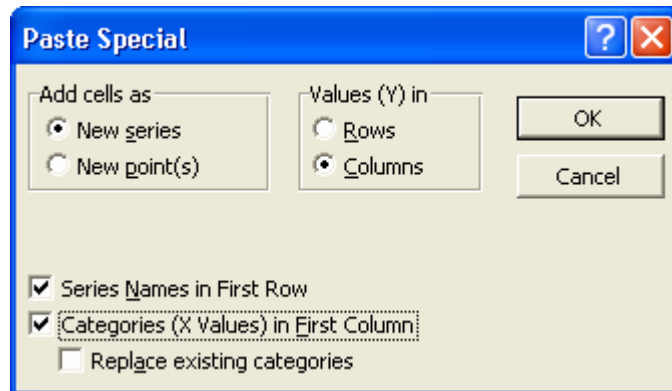 Paste Special
Add cells as
New series
New point(s)
Values (Y) in
Rows
Columns
OK
Cancel
Series Names in First Row
Categories (X Values) in First Column
Replace existing categories